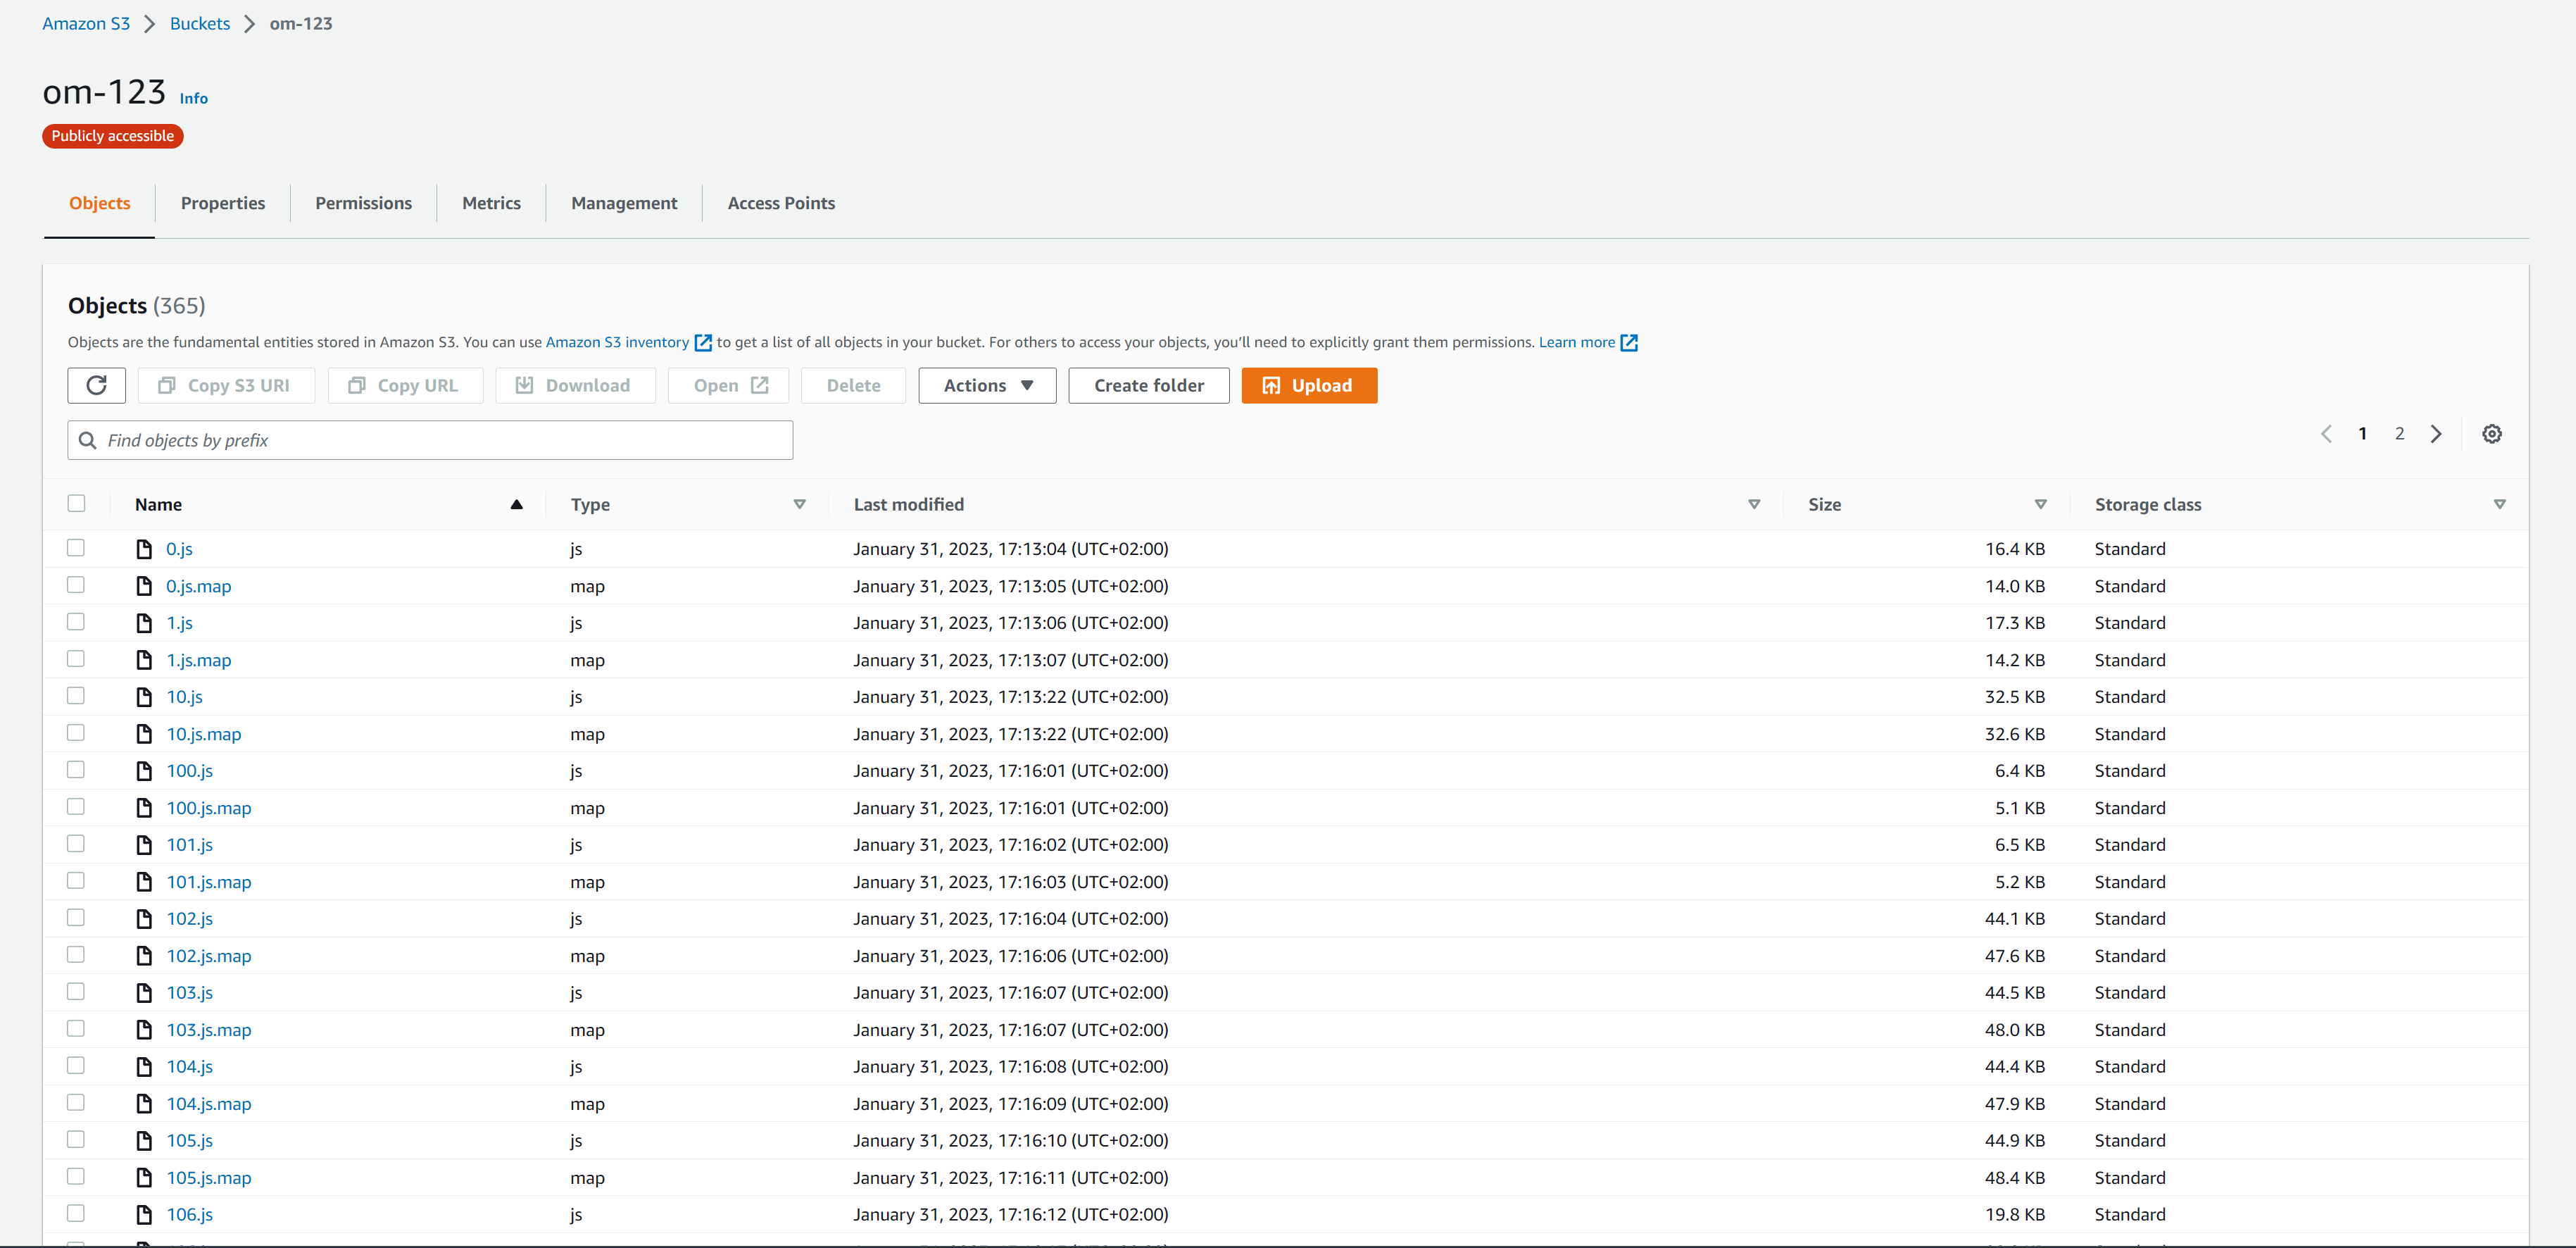 Amazon S3 > Buckets > om-123
om-123 Info
Publicly accessible
Objects Properties Permissions Metrics Management Access Points
Objects (365)
Objects are the fundamental entities stored in Amazon S3. You can use Amazon S3 inventory to get a list of all objects in your bucket. For others to access your objects, you'll need to explicitly grant them permissions. Learn more
Copy S3 URI Copy URL Download Open Delete Actions Create folder Upload
Find objects by prefix 1 2
Name Type Last modified Size Storage class
0.js js January 31, 2023, 17:13:04 (UTC+02:00) 16.4 KB Standard
0.js.map map January 31, 2023, 17:13:05 (UTC+02:00) 14.0 KB Standard
1.js js January 31, 2023, 17:13:06 (UTC+02:00) 17.3 KB Standard
1.js.map map January 31, 2023, 17:13:07 (UTC+02:00) 14.2 KB Standard
10.js js January 31, 2023, 17:13:22 (UTC+02:00) 32.5 KB Standard
10.js.map map January 31, 2023, 17:13:22 (UTC+02:00) 32.6 KB Standard
100.js js January 31, 2023, 17:16:01 (UTC+02:00) 6.4 KB Standard
100.js.map map January 31, 2023, 17:16:01 (UTC+02:00) 5.1 KB Standard
101.js js January 31, 2023, 17:16:02 (UTC+02:00) 6.5 KB Standard
101.js.map map January 31, 2023, 17:16:03 (UTC+02:00) 5.2 KB Standard
102.js js January 31, 2023, 17:16:04 (UTC+02:00) 44.1 KB Standard
102.js.map map January 31, 2023, 17:16:06 (UTC+02:00) 47.6 KB Standard
103.js js January 31, 2023, 17:16:07 (UTC+02:00) 44.5 KB Standard
103.js.map map January 31, 2023, 17:16:07 (UTC+02:00) 48.0 KB Standard
104.js js January 31, 2023, 17:16:08 (UTC+02:00) 44.4 KB Standard
104.js.map map January 31, 2023, 17:16:09 (UTC+02:00) 47.9 KB Standard
105.js js January 31, 2023, 17:16:10 (UTC+02:00) 44.9 KB Standard
105.js.map map January 31, 2023, 17:16:11 (UTC+02:00) 48.4 KB Standard
106.js js January 31, 2023, 17:16:12 (UTC+02:00) 19.8 KB Standard